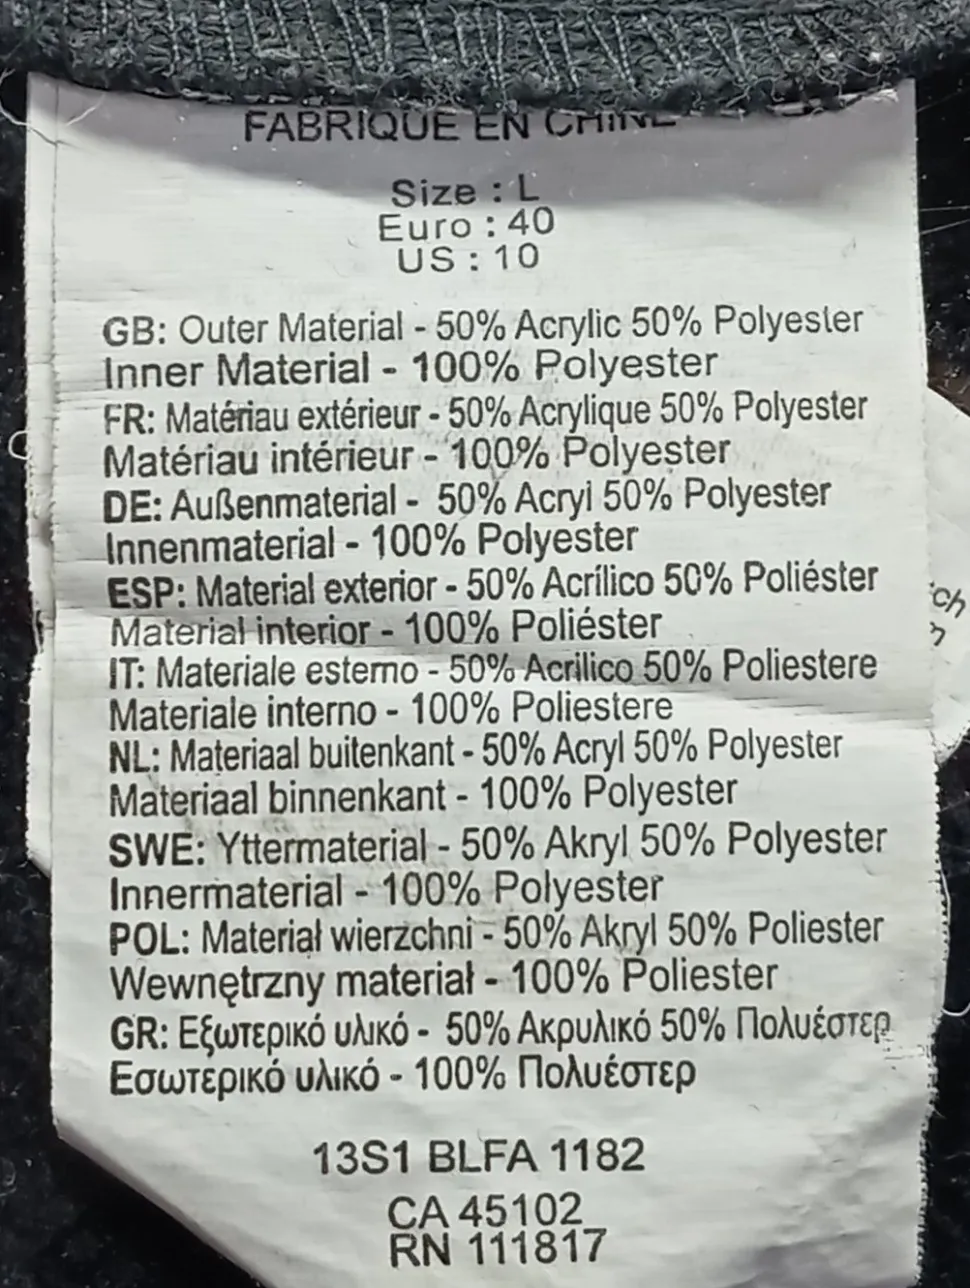 FABRIQUÉ EN CHINE
Size : L
Euro : 40
US : 10
GB: Outer Material - 50% Acrylic 50% Polyester
Inner Material - 100% Polyester
FR: Matériau extérieur - 50% Acrylique 50% Polyester
Matériau intérieur - 100% Polyester
DE: Außenmaterial - 50% Acryl 50% Polyester
Innenmaterial - 100% Polyester
ESP: Material exterior - 50% Acrílico 50% Poliéster
Material interior - 100% Poliéster
IT: Materiale esterno - 50% Acrilico 50% Poliestere
Materiale interno - 100% Poliestere
NL: Materiaal buitenkant - 50% Acryl 50% Polyester
Materiaal binnenkant - 100% Polyester
SWE: Yttermaterial - 50% Akryl 50% Polyester
Innermaterial - 100% Polyester
POL: Materiał wierzchni - 50% Akryl 50% Poliester
Wewnętrzny materiał - 100% Poliester
GR: Εξωτερικό υλικό - 50% Ακρυλικό 50% Πολυέστερ
Εσωτερικό υλικό - 100% Πολυέστερ
13S1 BLFA 1182
CA 45102
RN 111817